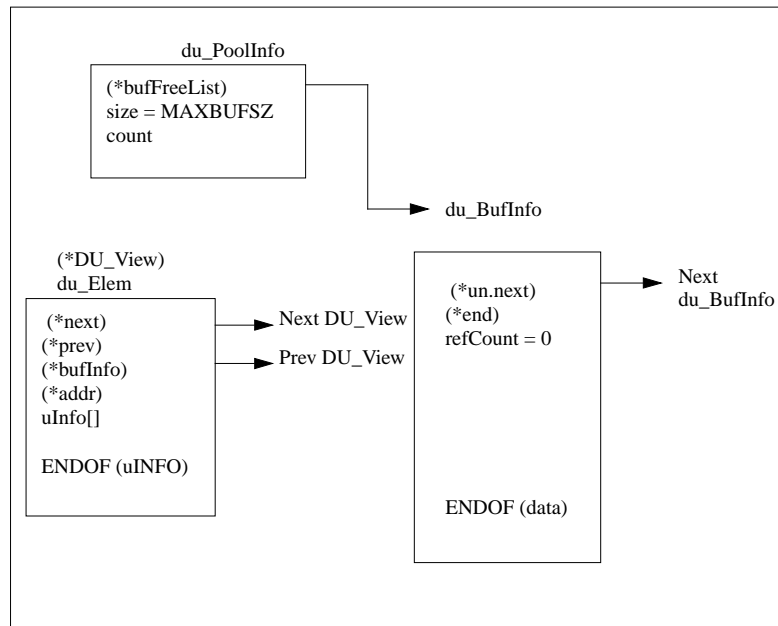 du_PoolInfo
(*bufFreeList)
size = MAXBUFSZ
count
du_BufInfo
(*DU_View)
du_Elem
(*next)
(*prev)
(*bufInfo)
(*addr)
uInfo[]
ENDOF (uINFO)
Next DU_View
Prev DU_View
(*un.next)
(*end)
refCount = 0
ENDOF (data)
Next
du_BufInfo